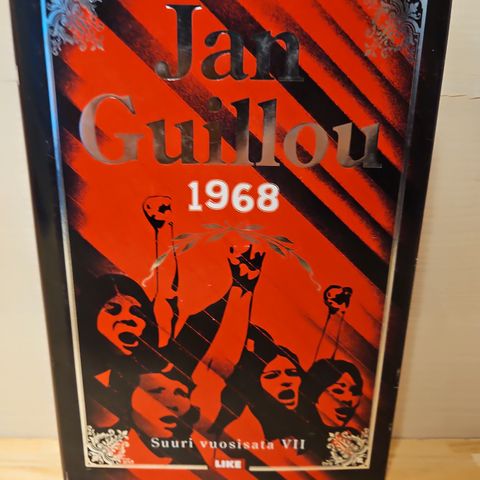 Jan
Guillou
1968
Suuri vuosisata VII
LIKE